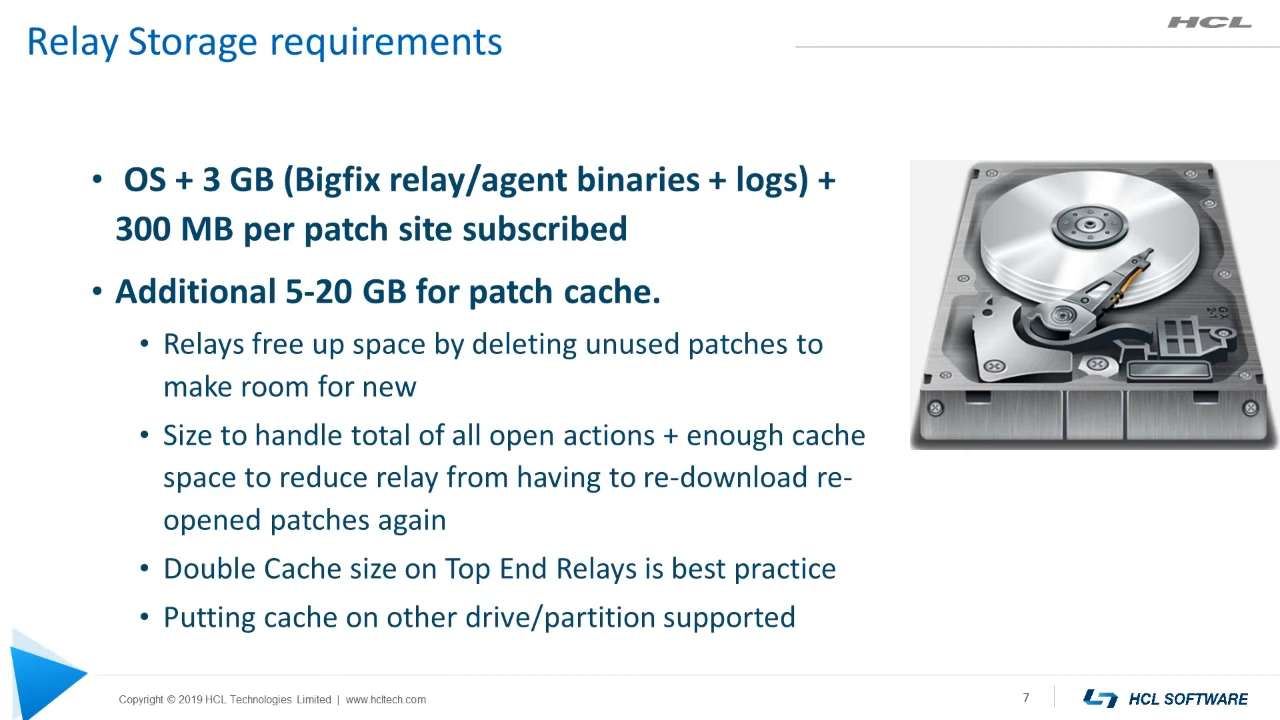 Relay Storage requirements
HCL
• OS + 3 GB (Bigfix relay/agent binaries + logs) +
300 MB per patch site subscribed
• Additional 5-20 GB for patch cache.
• Relays free up space by deleting unused patches to
make room for new
• Size to handle total of all open actions + enough cache
space to reduce relay from having to re-download re-
opened patches again
• Double Cache size on Top End Relays is best practice
• Putting cache on other drive/partition supported
Copyright © 2019 HCL Technologies Limited | www.hcltech.com
7
HCL SOFTWARE